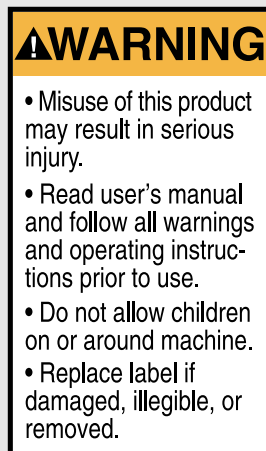 WARNING
• Misuse of this product
may result in serious
injury.
• Read user's manual
and follow all warnings
and operating instruc-
tions prior to use.
• Do not allow children
on or around machine.
• Replace label if
damaged, illegible, or
removed.